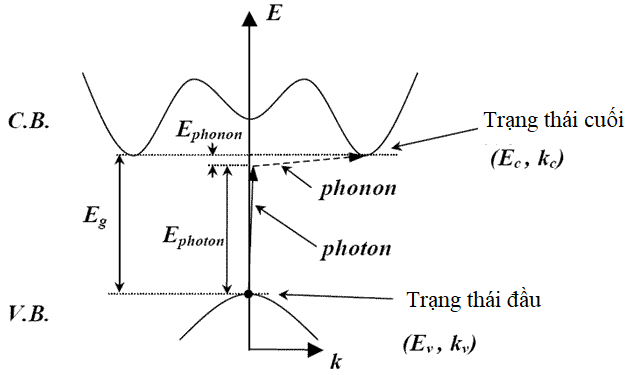 E
C.B.
E_phonon
Trạng thái cuối
(E_c , k_c)
phonon
E_g
E_photon
photon
Trạng thái đầu
V.B.
(E_v , k_v)
k